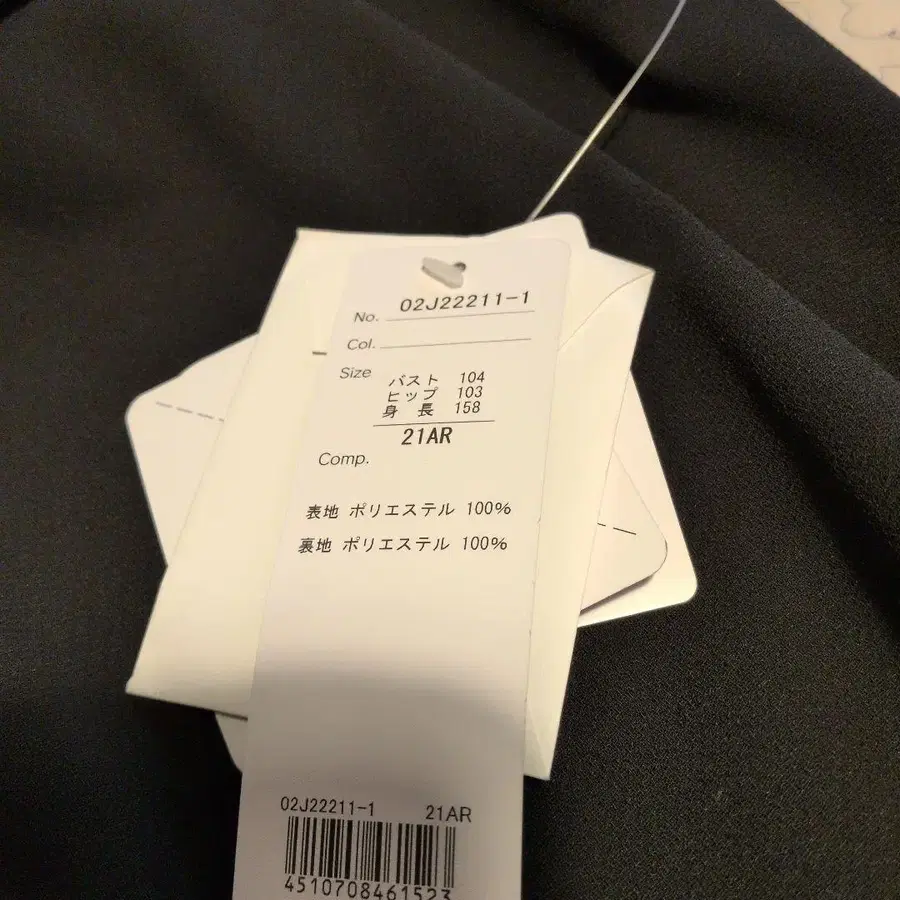 No. 02J22211-1
Col.
Size
バスト 104
ヒップ 103
身 長 158
21AR
Comp.
表地 ポリエステル 100%
裏地 ポリエステル 100%
02J22211-1 21AR
4510708461523